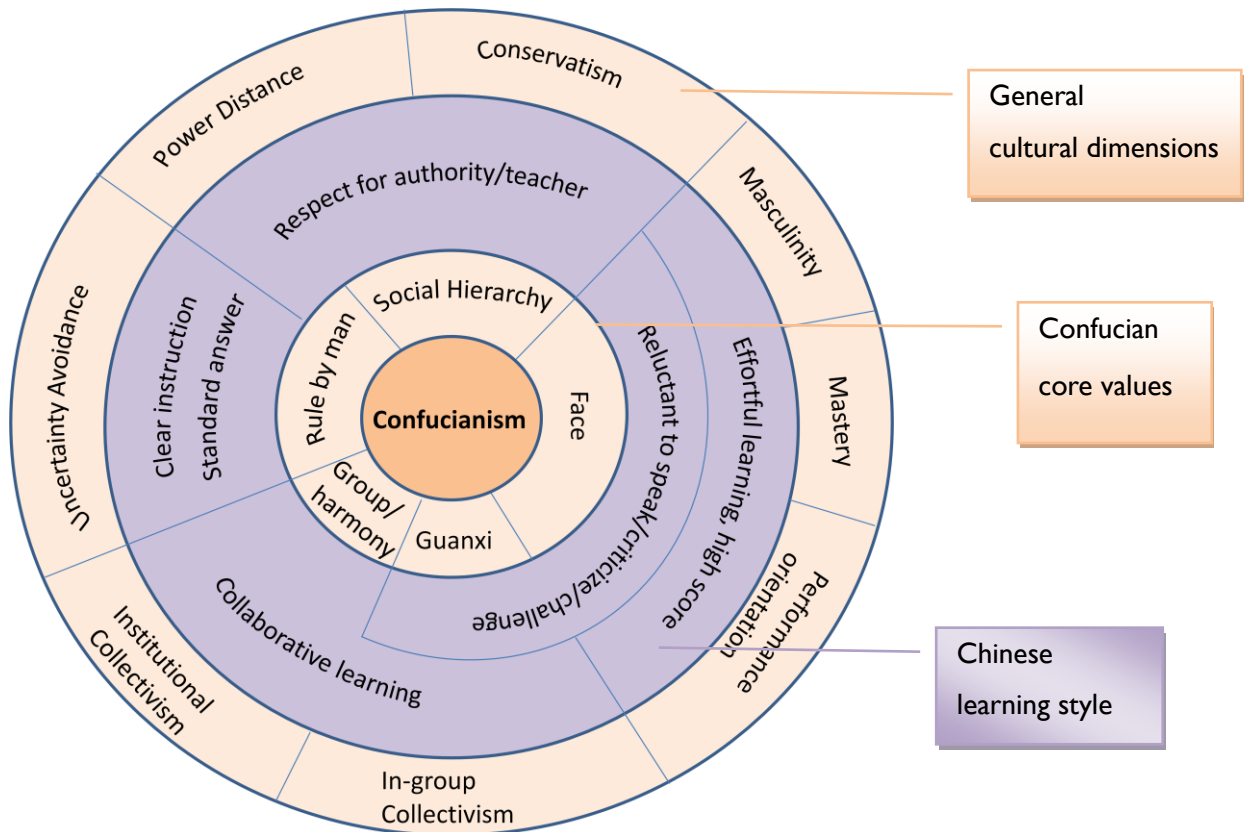 Conservatism
Power Distance
Masculinity
Mastery
Performance
orientation
In-group
Collectivism
Institutional
Collectivism
Uncertainty Avoidance
Respect for authority/teacher
Effortful learning, high score
Reluctant to speak/criticize/challenge
Collaborative learning
Clear instruction
Standard answer
Social Hierarchy
Face
Guanxi
Group/
harmony
Rule by man
Confucianism
General
cultural dimensions
Confucian
core values
Chinese
learning style